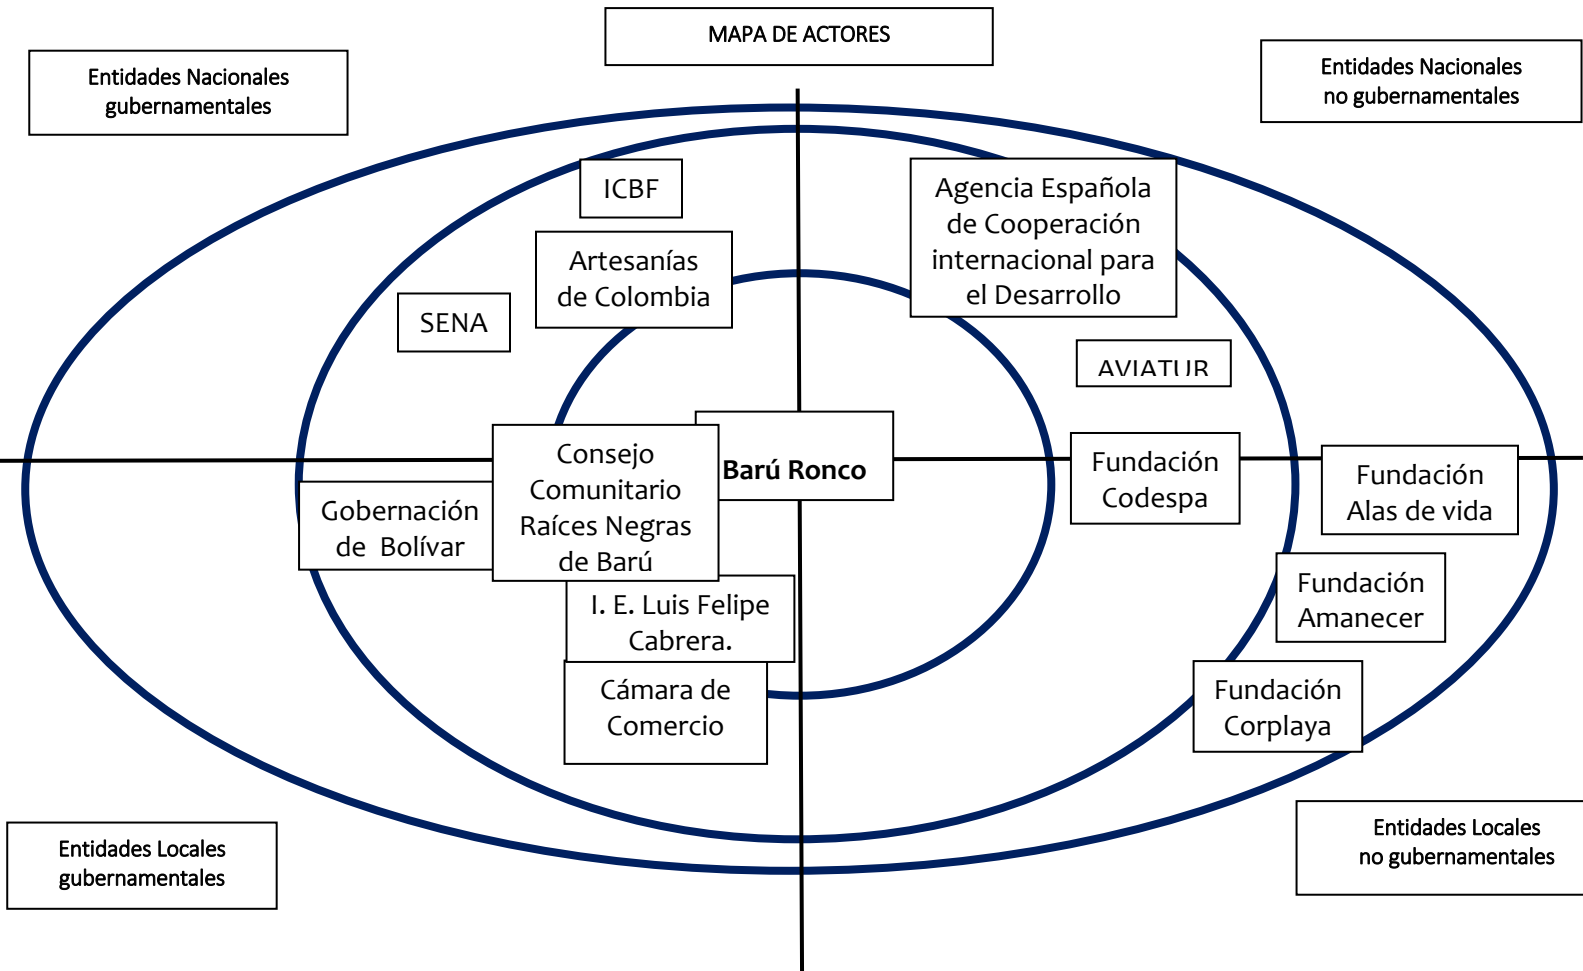 MAPA DE ACTORES
Entidades Nacionales
gubernamentales
Entidades Nacionales
no gubernamentales
ICBF
Agencia Española
de Cooperación
internacional para
el Desarrollo
Artesanías
de Colombia
SENA
AVIATUR
Consejo
Comunitario
Raíces Negras
de Barú
Barú Ronco
Fundación
Codespa
Fundación
Alas de vida
Gobernación
de Bolívar
Fundación
Amanecer
I. E. Luis Felipe
Cabrera.
Cámara de
Comercio
Fundación
Corplaya
Entidades Locales
gubernamentales
Entidades Locales
no gubernamentales